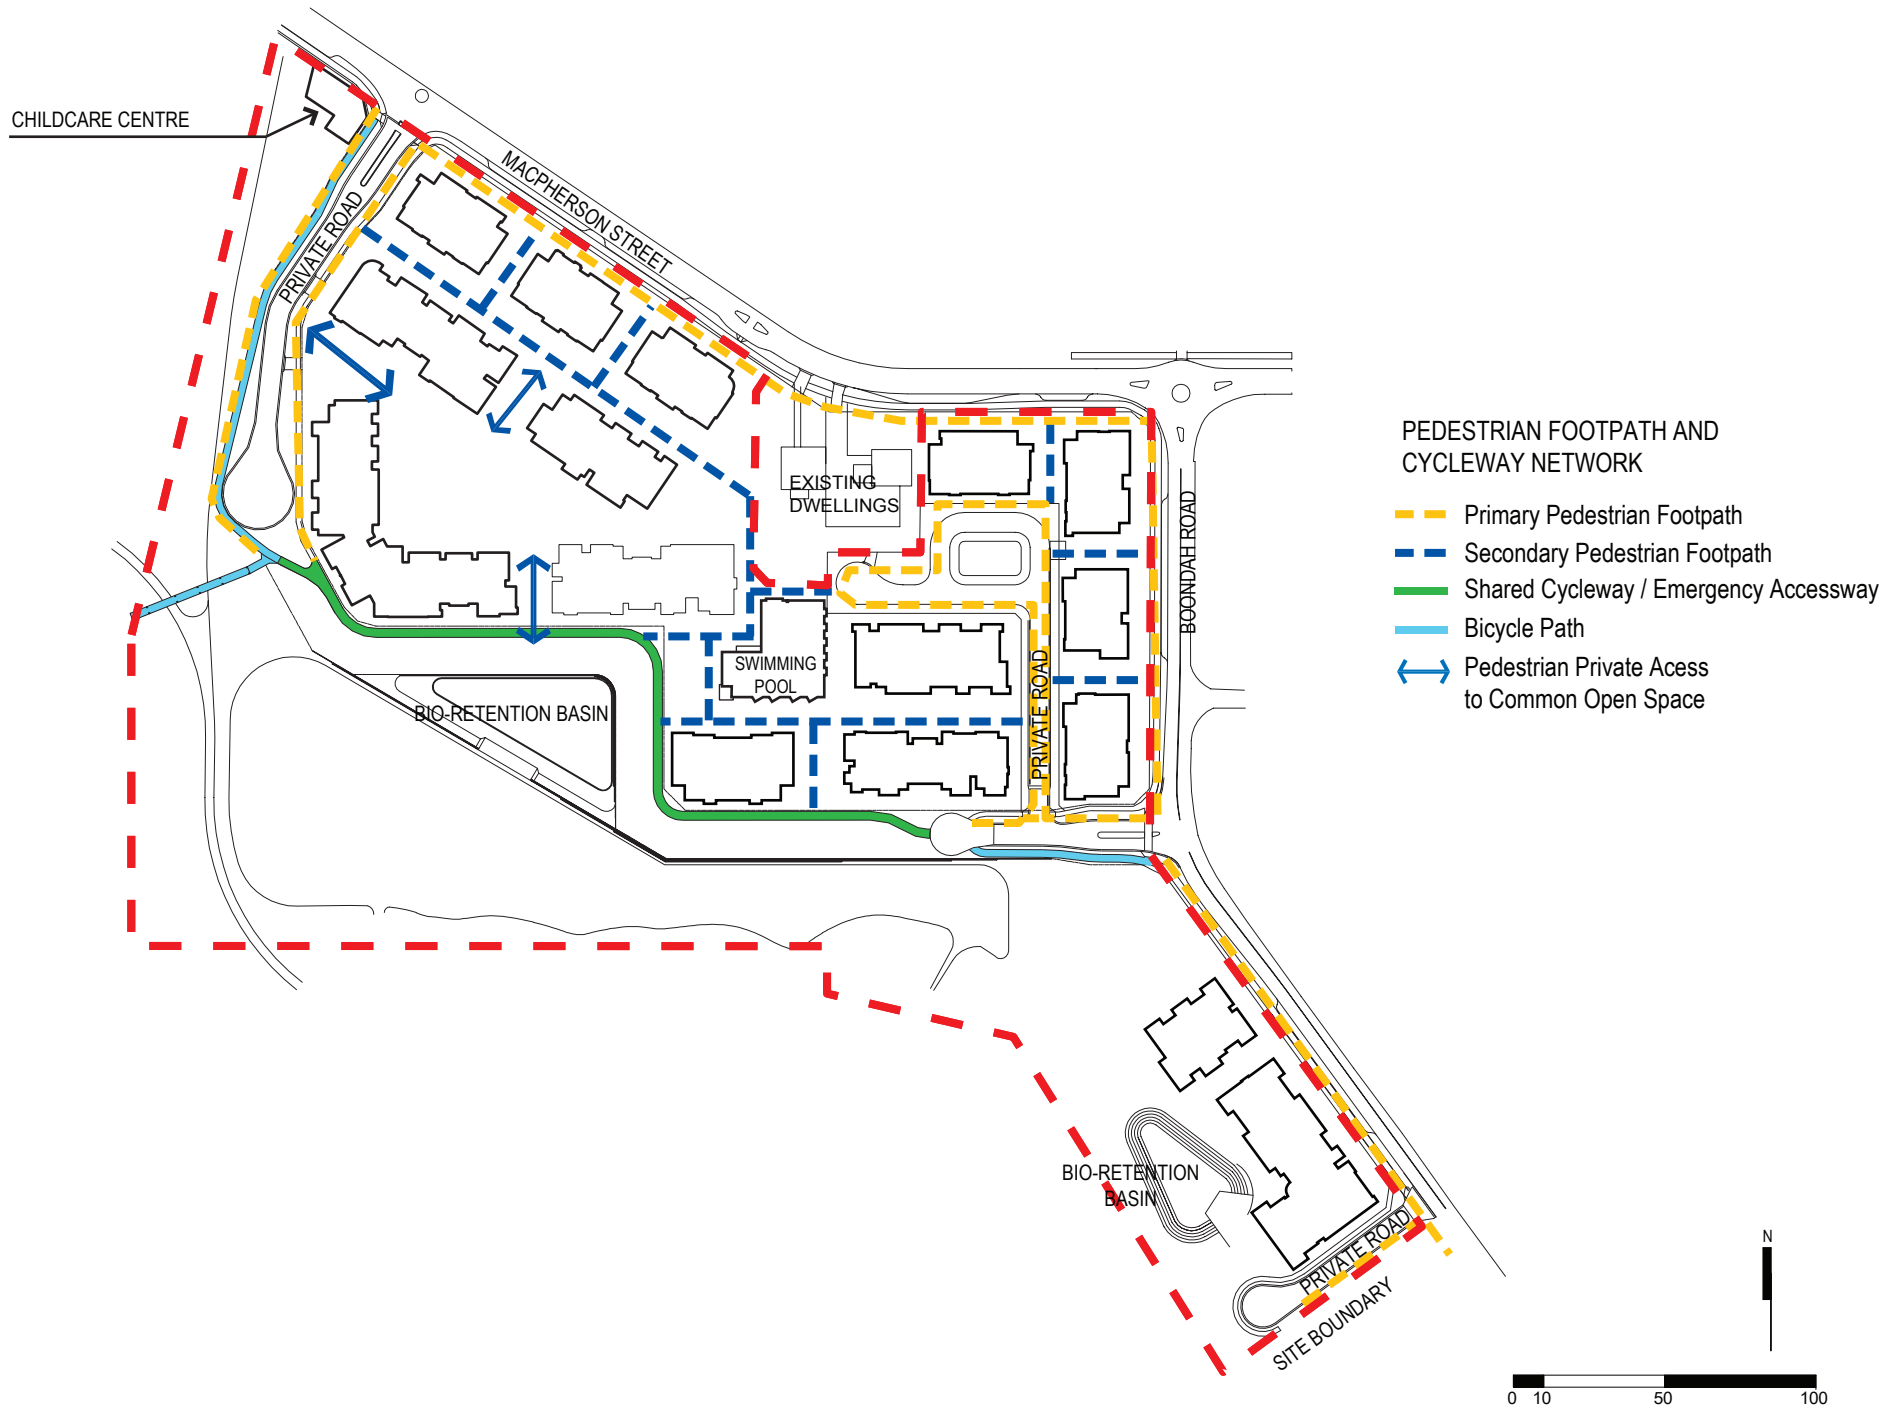 CHILDCARE CENTRE
MACPHERSON STREET
PRIVATE ROAD
EXISTING
DWELLINGS
BOONDAH ROAD
SWIMMING
POOL
PRIVATE ROAD
BIO-RETENTION BASIN
BIO-RETENTION
BASIN
PRIVATE ROAD
SITE BOUNDARY
PEDESTRIAN FOOTPATH AND
CYCLEWAY NETWORK
Primary Pedestrian Footpath
Secondary Pedestrian Footpath
Shared Cycleway / Emergency Accessway
Bicycle Path
Pedestrian Private Acess
to Common Open Space
N
0 10 50 100